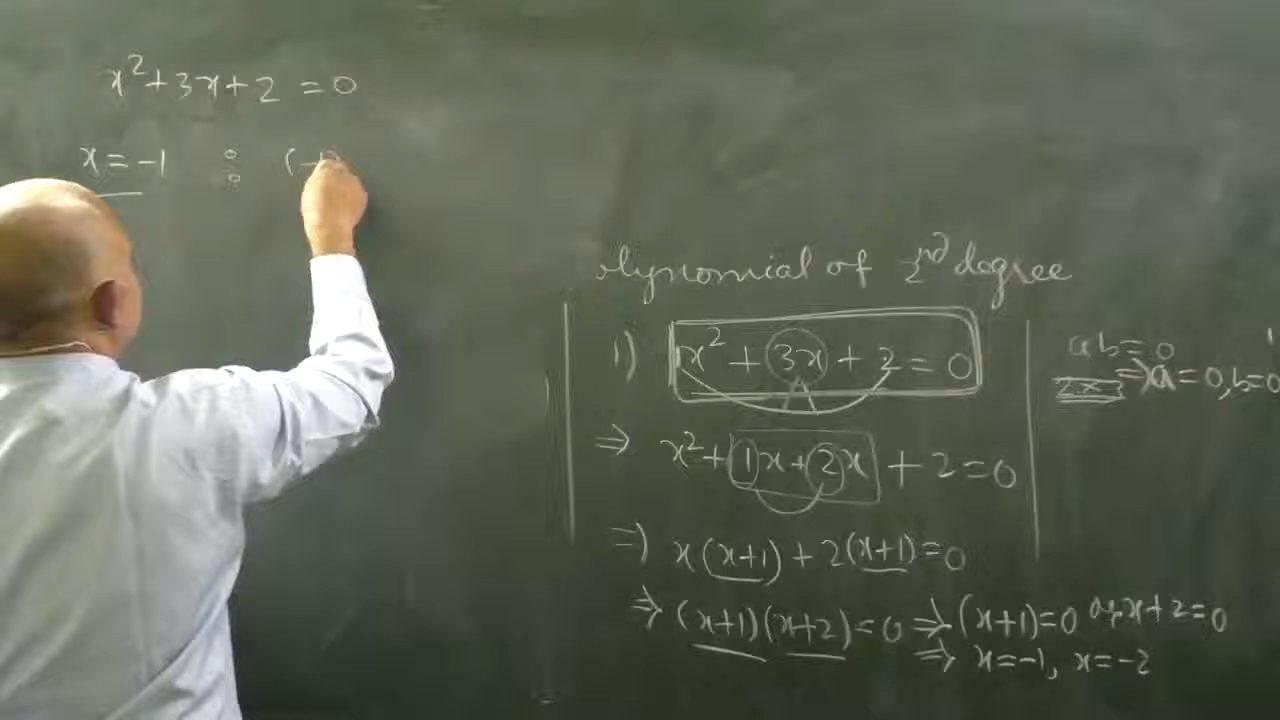 x² + 3x + 2 = 0
x = -1 : (-1)
olynomial of 2nd degree
1) x² + 3x + 2 = 0
⇒ x² + 1x + 2x + 2 = 0
⇒ x(x+1) + 2(x+1) = 0
⇒ (x+1)(x+2) = 0 ⇒ (x+1) = 0 or x+2 = 0
⇒ x = -1, x = -2
ab = 0
⇒ a = 0, b = 0